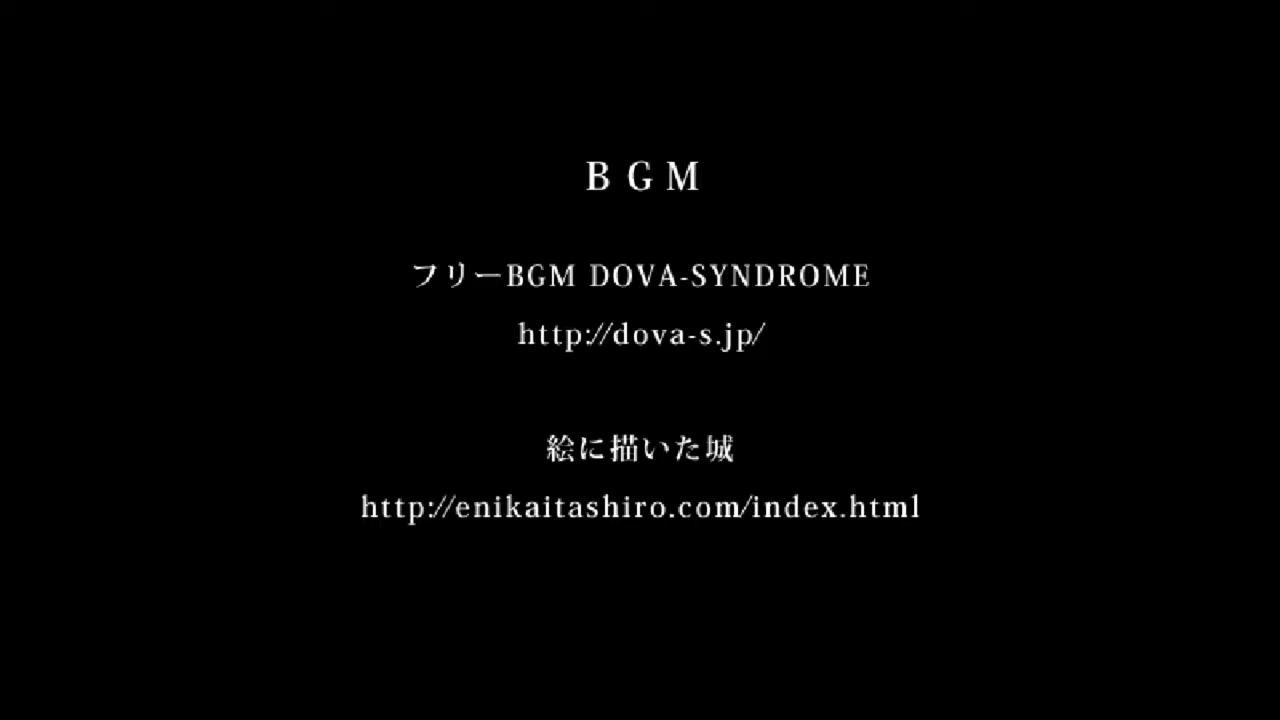 BGM
フリーBGM DOVA-SYNDROME
http://dova-s.jp/
絵に描いた城
http://enikaitashiro.com/index.html